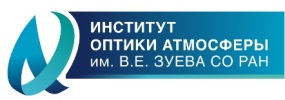 ИНСТИТУТ
ОПТИКИ АТМОСФЕРЫ
ИМ. В.Е. ЗУЕВА СО РАН